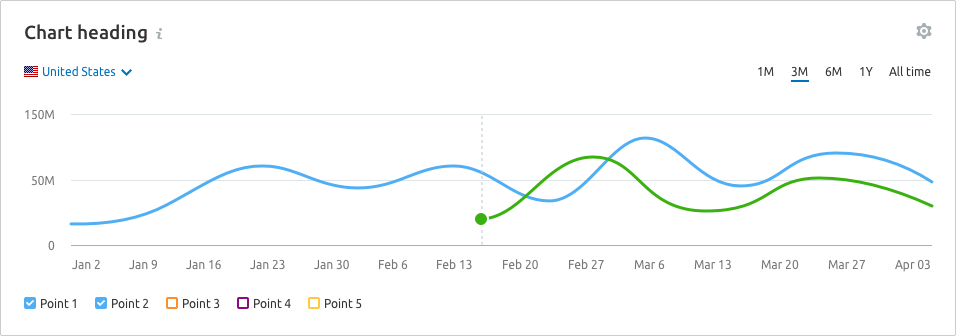 Chart heading i
United States
1M 3M 6M 1Y All time
150M
50M
0
Jan 2 Jan 9 Jan 16 Jan 23 Jan 30 Feb 6 Feb 13 Feb 20 Feb 27 Mar 6 Mar 13 Mar 20 Mar 27 Apr 03
Point 1 Point 2 Point 3 Point 4 Point 5